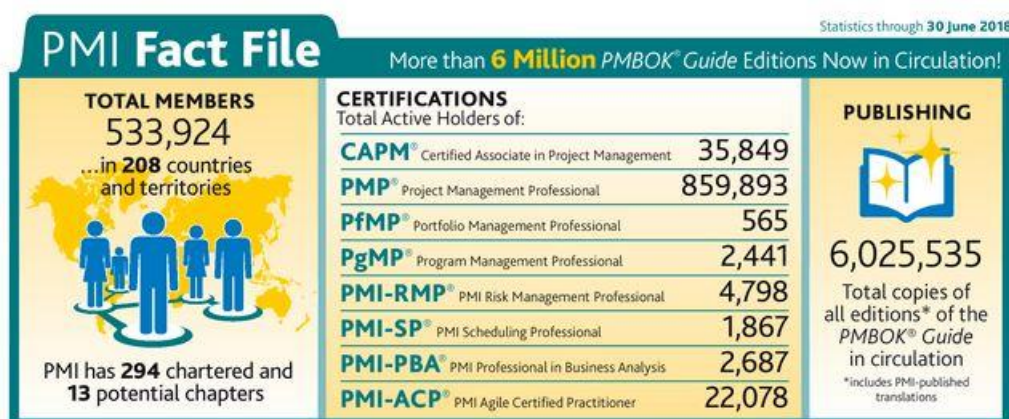 Statistics through 30 June 2018
PMI Fact File
More than 6 Million PMBOK® Guide Editions Now in Circulation!
TOTAL MEMBERS
533,924
...in 208 countries
and territories
PMI has 294 chartered and
13 potential chapters
CERTIFICATIONS
Total Active Holders of:
CAPM® Certified Associate in Project Management 35,849
PMP® Project Management Professional 859,893
PfMP® Portfolio Management Professional 565
PgMP® Program Management Professional 2,441
PMI-RMP® PMI Risk Management Professional 4,798
PMI-SP® PMI Scheduling Professional 1,867
PMI-PBA® PMI Professional in Business Analysis 2,687
PMI-ACP® PMI Agile Certified Practitioner 22,078
PUBLISHING
6,025,535
Total copies of
all editions* of the
PMBOK® Guide
in circulation
*includes PMI-published
translations